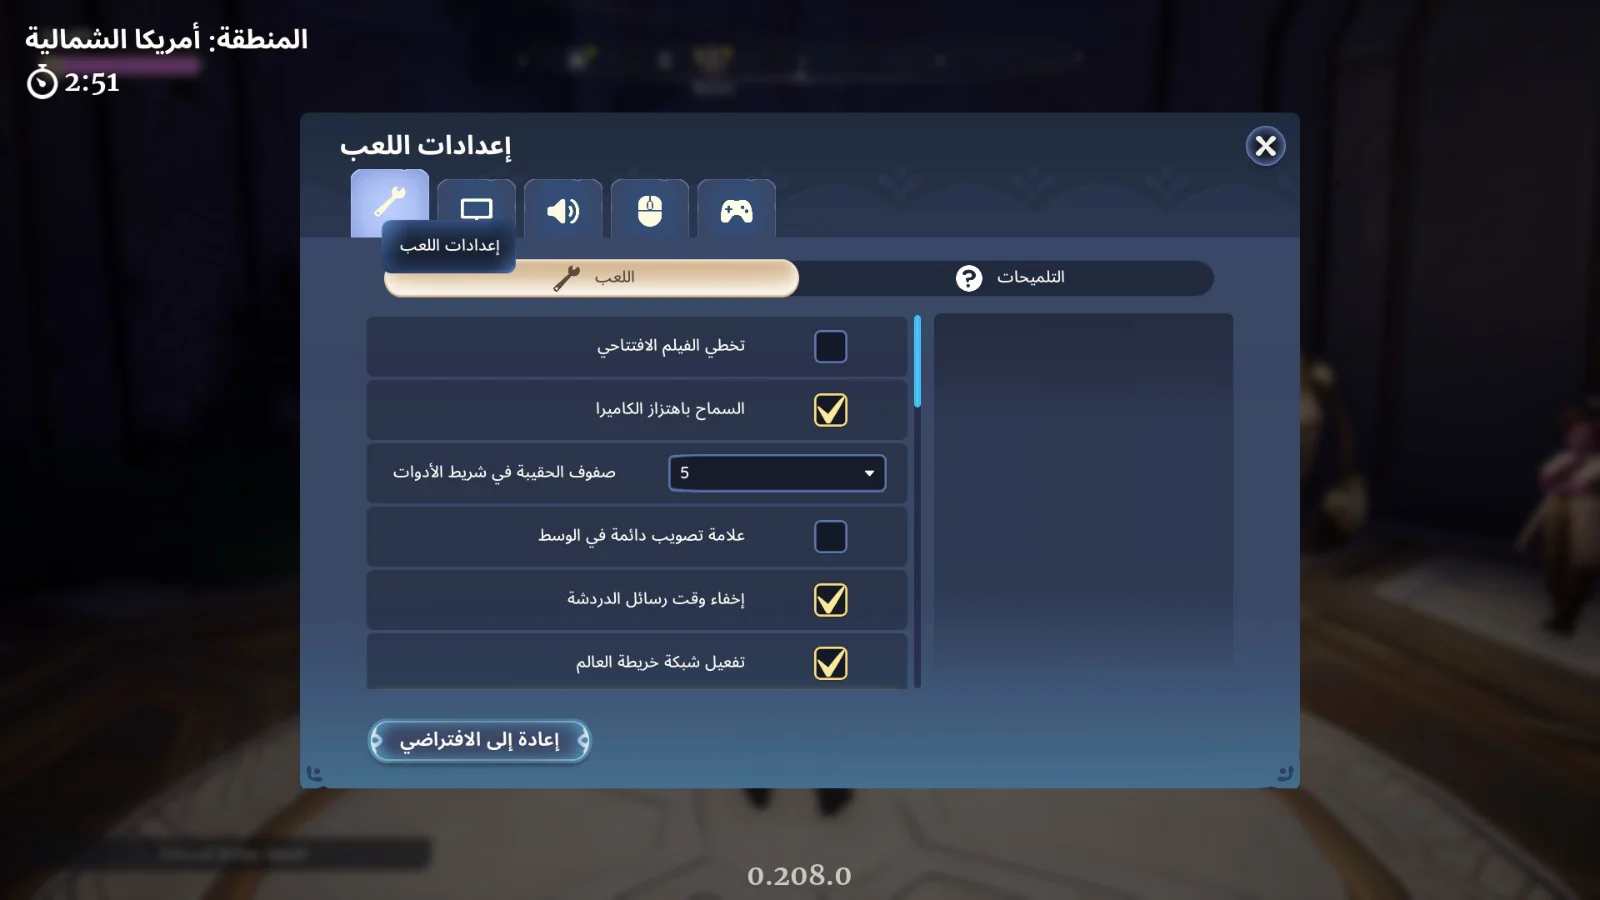 المنطقة: أمريكا الشمالية
2:51
إعدادات اللعب
إعدادات اللعب
اللعب
التلميحات
تخطي الفيلم الافتتاحي
السماح باهتزاز الكاميرا
صفوف الحقيبة في شريط الأدوات
5
علامة تصويب دائمة في الوسط
إخفاء وقت رسائل الدردشة
تفعيل شبكة خريطة العالم
إعادة إلى الافتراضي
0.208.0